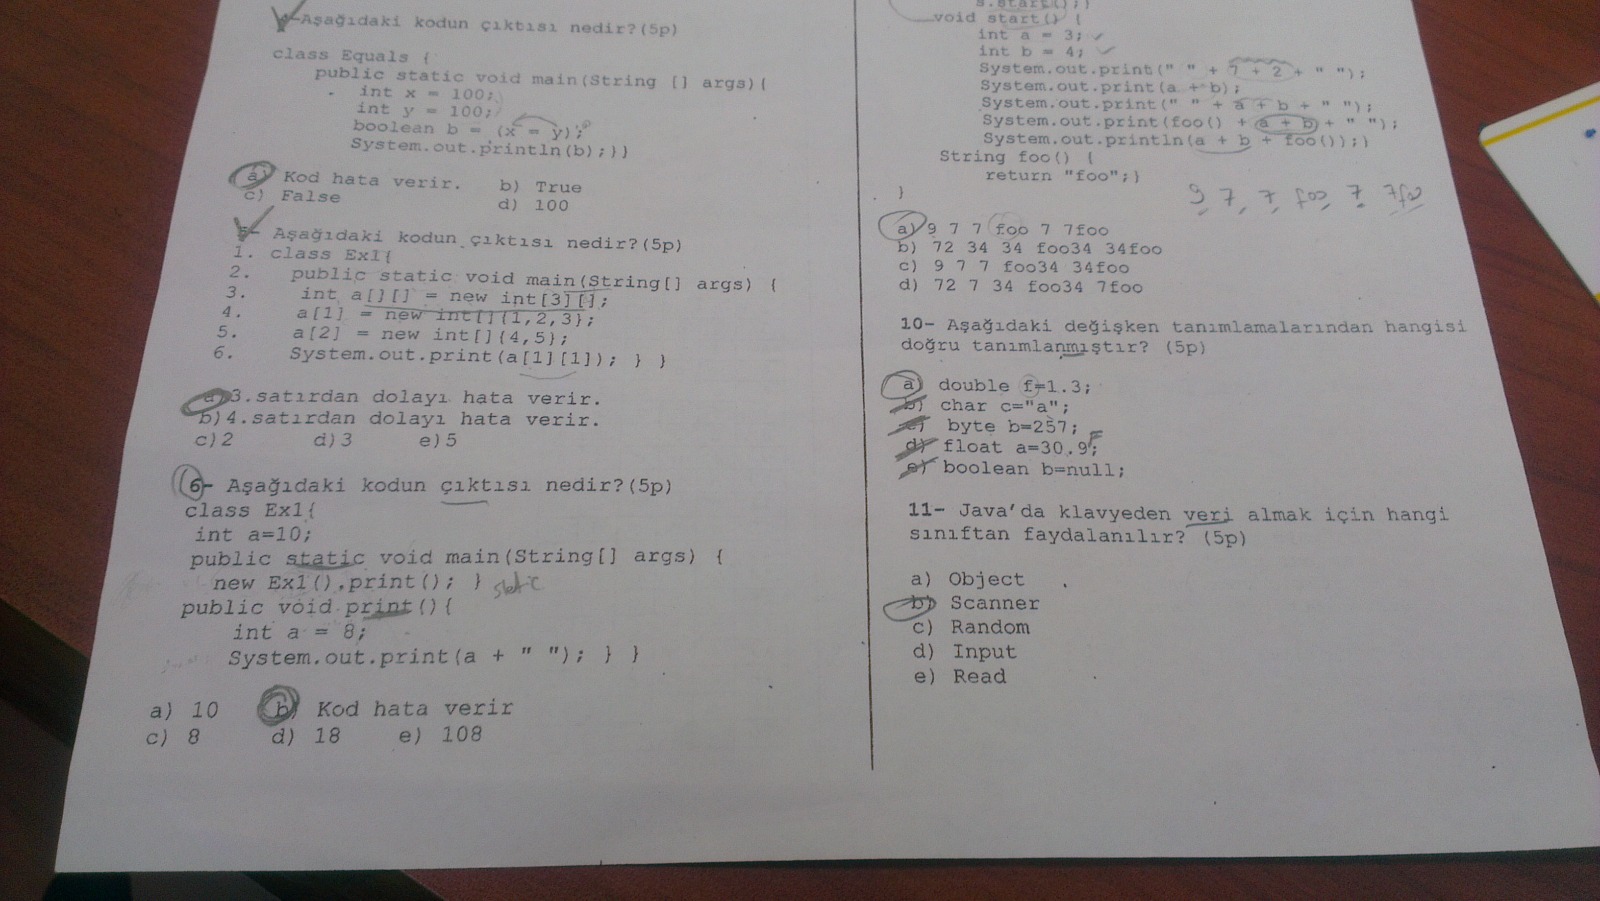 4-Aşağıdaki kodun çıktısı nedir?(5p)
class Equals {
public static void main(String [] args){
int x = 100;
int y = 100;
boolean b = (x = y);
System.out.println(b);}}
a) Kod hata verir. b) True
c) False d) 100
5- Aşağıdaki kodun çıktısı nedir?(5p)
1. class Ex1{
2. public static void main(String[] args) {
3. int a[][] = new int[3][];
4. a[1] = new int[]{1,2,3};
5. a[2] = new int[]{4,5};
6. System.out.print(a[1][1]); } }
a)3.satırdan dolayı hata verir.
b)4.satırdan dolayı hata verir.
c)2 d)3 e)5
6- Aşağıdaki kodun çıktısı nedir?(5p)
class Ex1{
int a=10;
public static void main(String[] args) {
new Ex1().print(); } static
public void print(){
int a = 8;
System.out.print(a + " "); } }
a) 10 b) Kod hata verir
c) 8 d) 18 e) 108
s.start();}
void start() {
int a = 3;
int b = 4;
System.out.print(" " + 7 + 2 + " ");
System.out.print(a + b);
System.out.print(" " + a + b + " ");
System.out.print(foo() + a + b + " ");
System.out.println(a + b + foo());}
String foo() {
return "foo";}
}
9 7 7 foo 7 7foo
a) 9 7 7 foo 7 7foo
b) 72 34 34 foo34 34foo
c) 9 7 7 foo34 34foo
d) 72 7 34 foo34 7foo
10- Aşağıdaki değişken tanımlamalarından hangisi
doğru tanımlanmıştır? (5p)
a) double f=1.3;
b) char c="a";
c) byte b=257;
d) float a=30.9F;
e) boolean b=null;
11- Java'da klavyeden veri almak için hangi
sınıftan faydalanılır? (5p)
a) Object
b) Scanner
c) Random
d) Input
e) Read